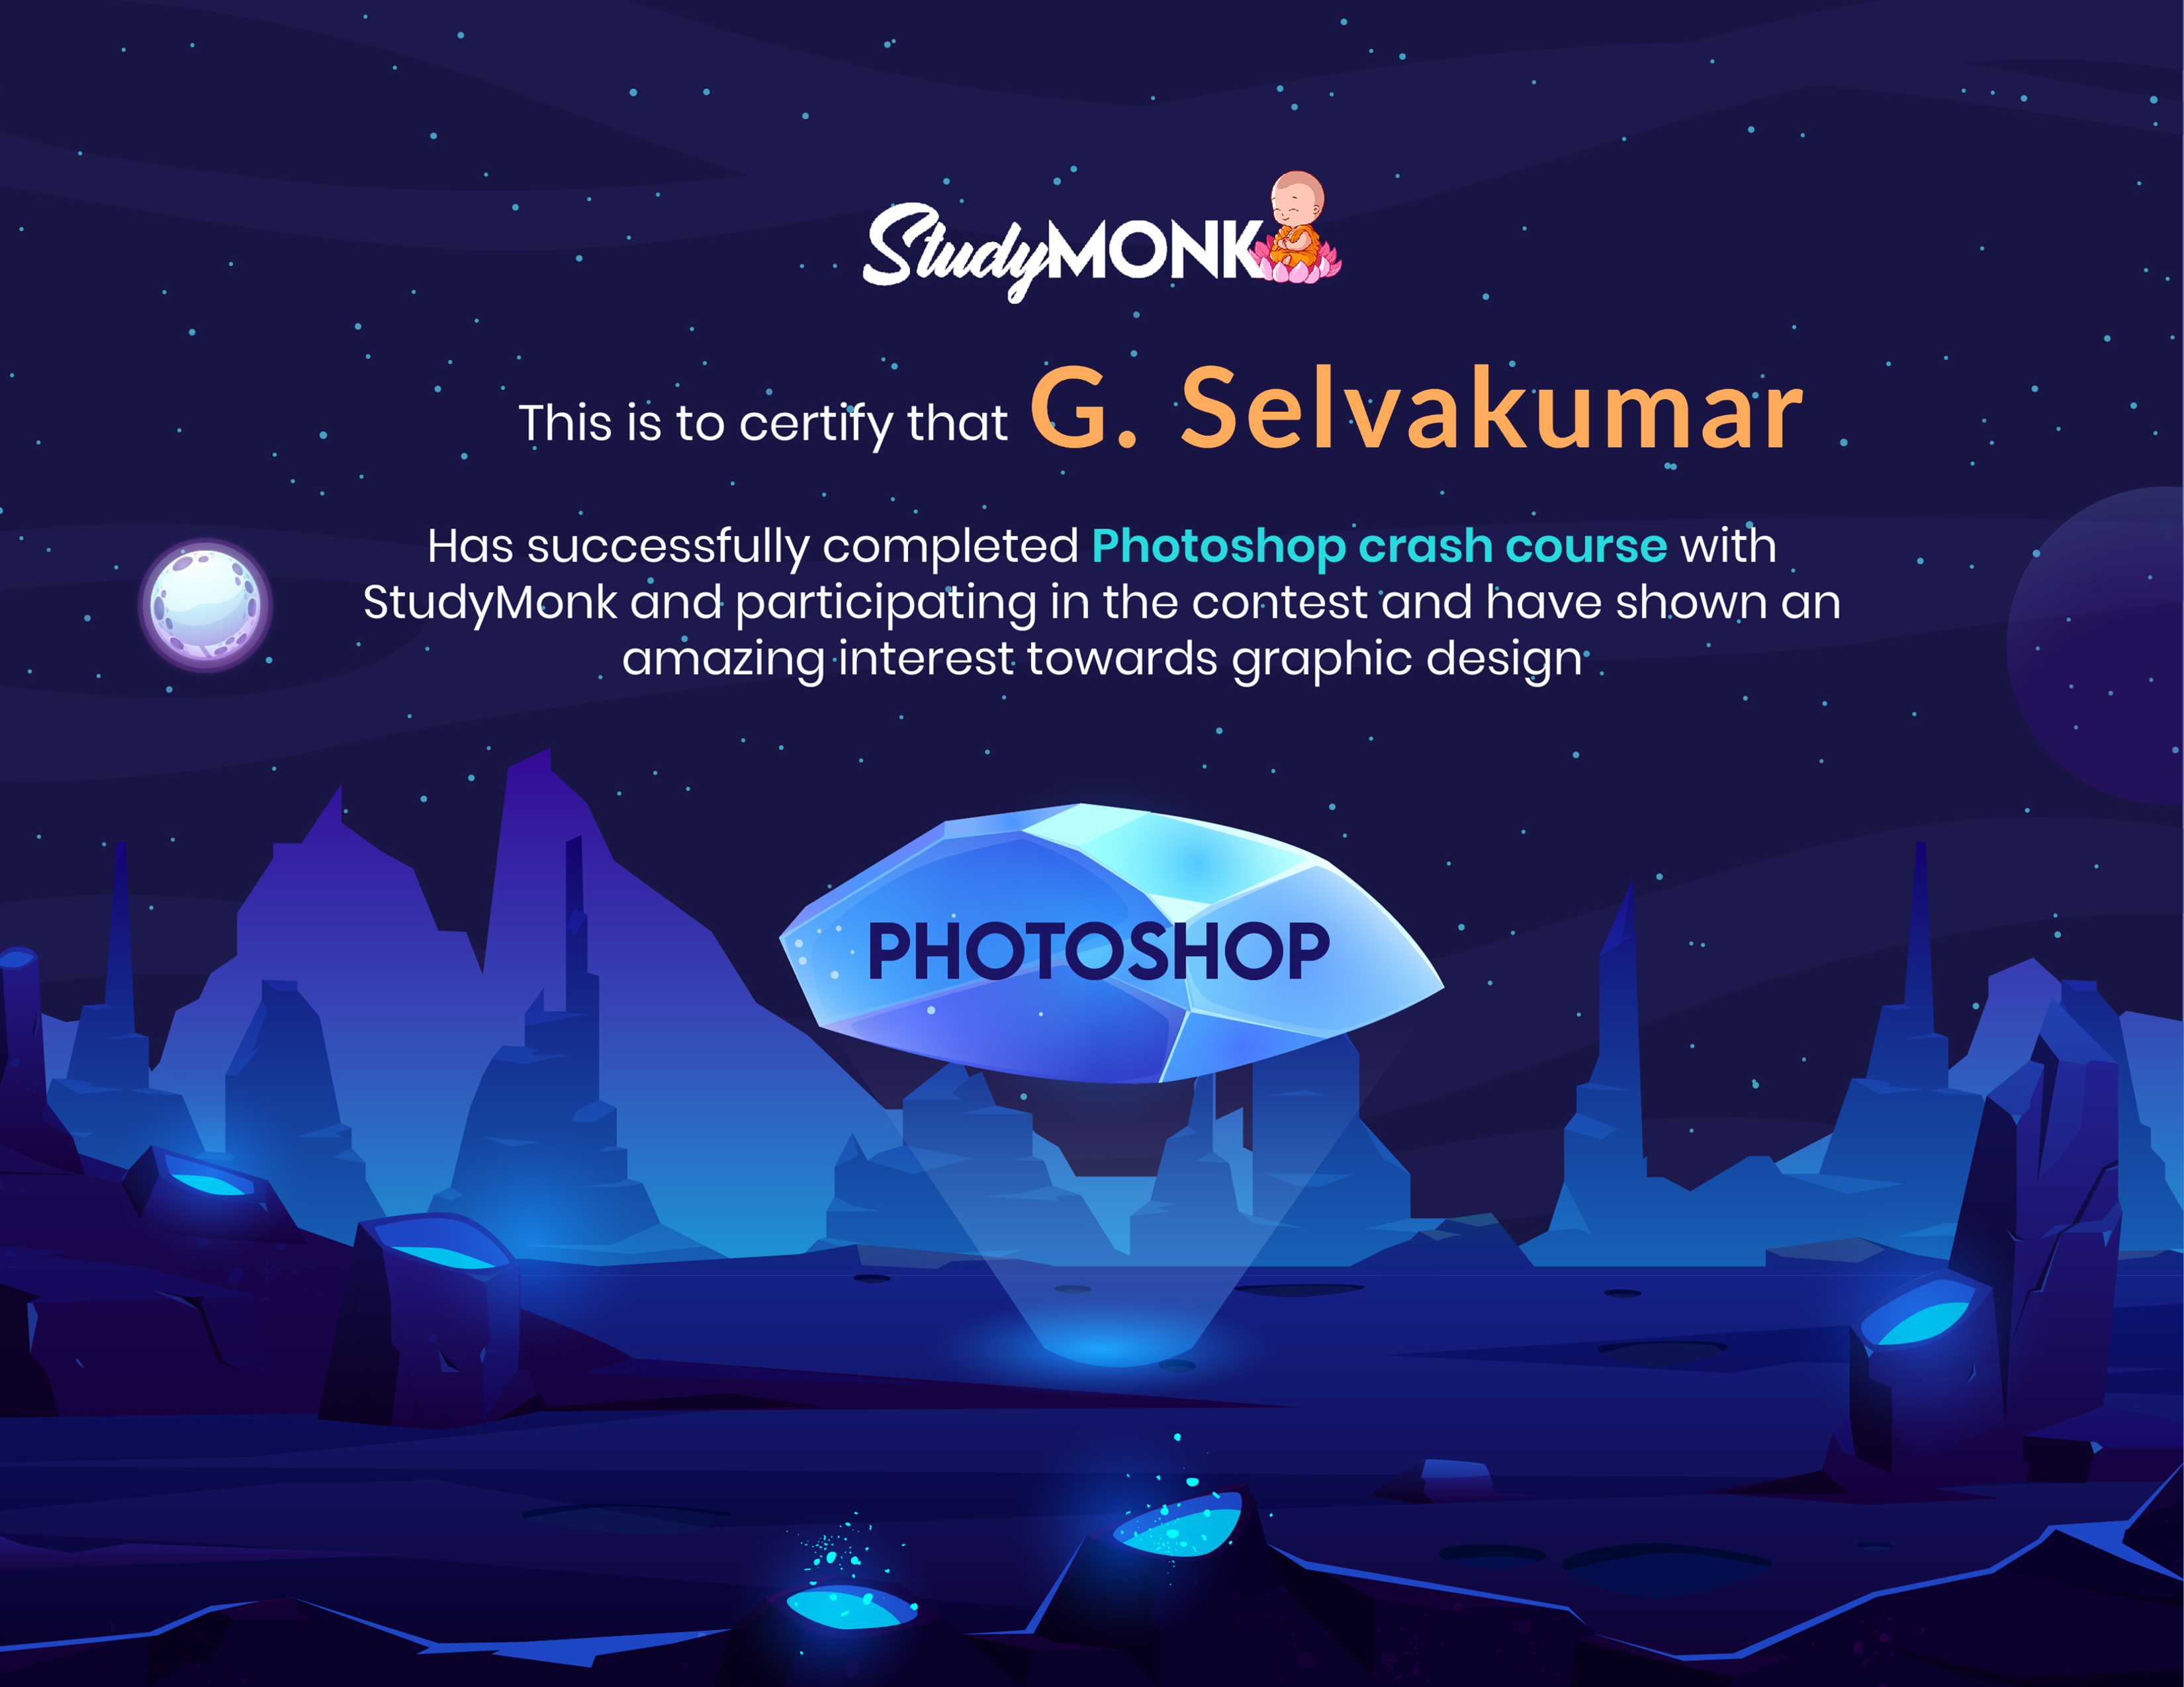 StudyMONK
This is to certify that G. Selvakumar
Has successfully completed Photoshop crash course with
StudyMonk and participating in the contest and have shown an
amazing interest towards graphic design
PHOTOSHOP